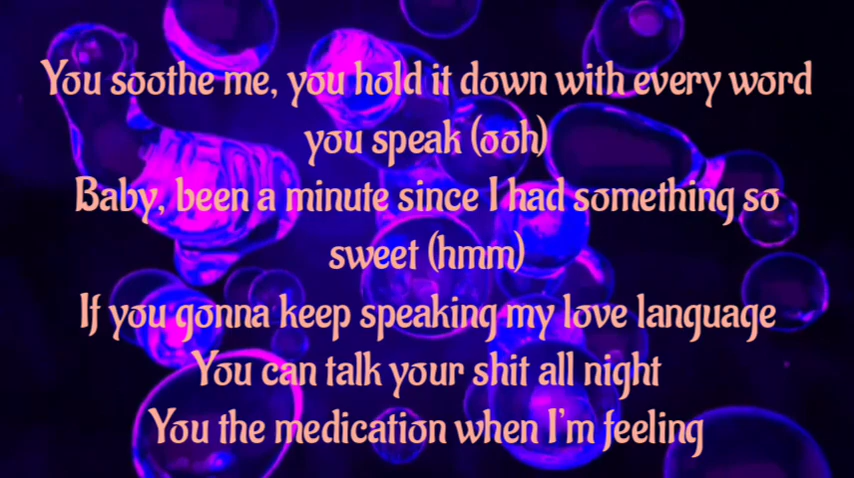 You soothe me, you hold it down with every word
you speak (ooh)
Baby, been a minute since I had something so
sweet (hmm)
If you gonna keep speaking my love language
You can talk your shit all night
You the medication when I'm feeling